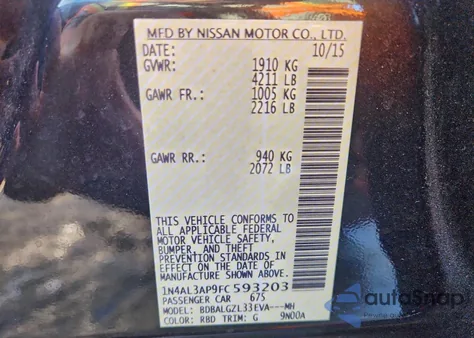 MFD BY NISSAN MOTOR CO., LTD.
DATE: 10/15
GVWR: 1910 KG
4211 LB
GAWR FR.: 1005 KG
2216 LB
GAWR RR.: 940 KG
2072 LB
THIS VEHICLE CONFORMS TO
ALL APPLICABLE FEDERAL
MOTOR VEHICLE SAFETY,
BUMPER, AND THEFT
PREVENTION STANDARDS IN
EFFECT ON THE DATE OF
MANUFACTURE SHOWN ABOVE.
1N4AL3AP9FC593203
PASSENGER CAR 675
MODEL: BDBALGZL33EVA---MH
COLOR: RBD TRIM: G 9N00A
autoSnap